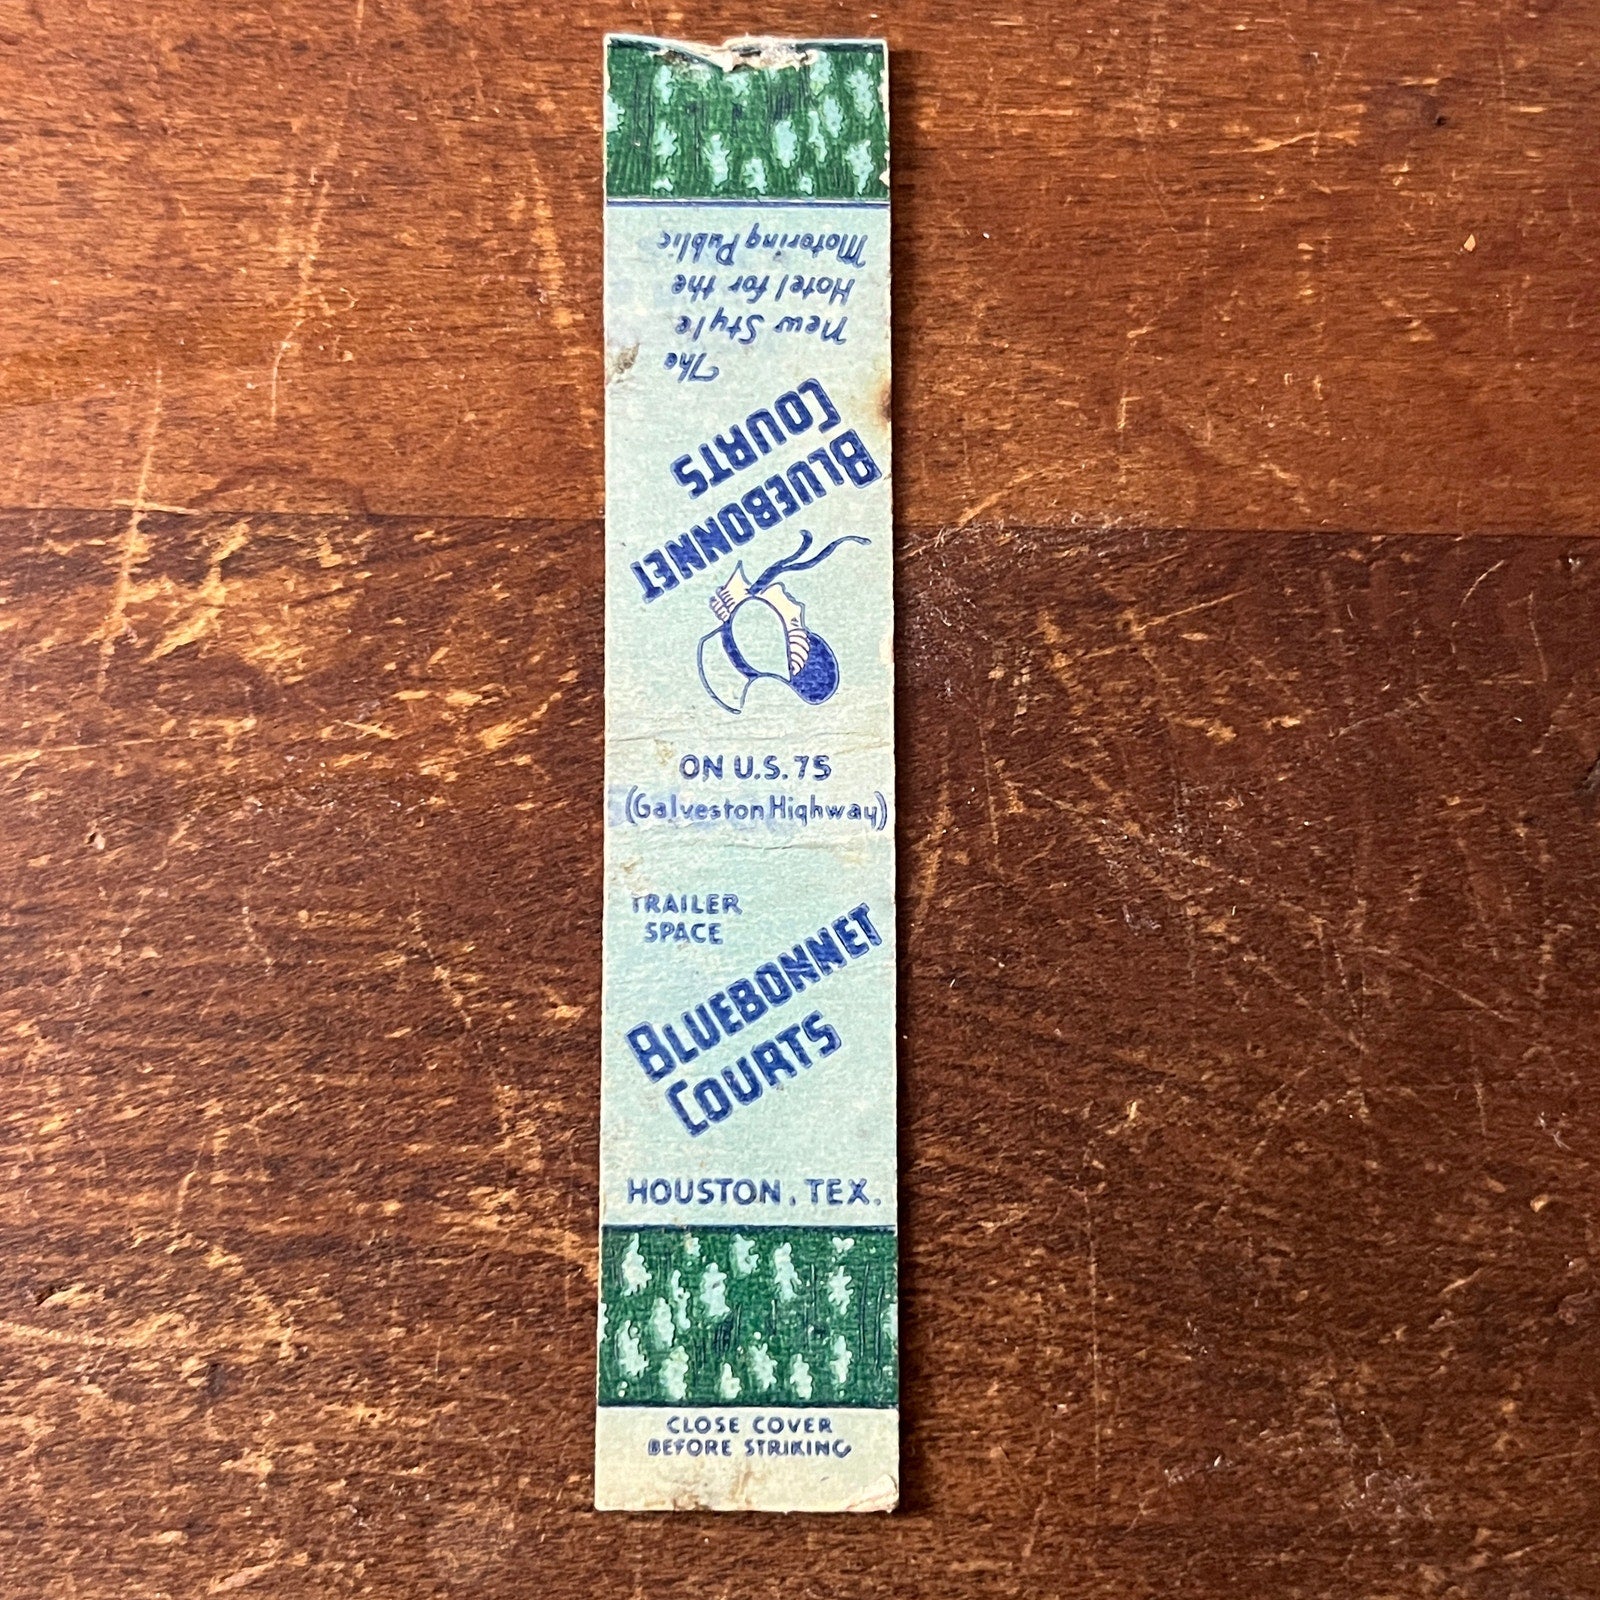 The
New Style
Hotel for the
Motoring Public
BLUEBONNET
COURTS
ON U.S. 75
(Galveston Highway)
TRAILER
SPACE
BLUEBONNET
COURTS
HOUSTON, TEX.
CLOSE COVER
BEFORE STRIKING